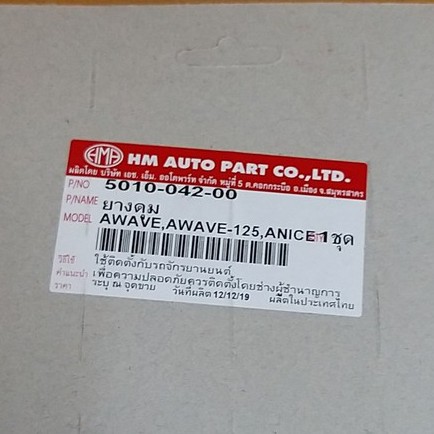 HMA HM AUTO PART CO.,LTD.
ผลิตโดย บริษัท เอช. เอ็ม. ออโตพาร์ท จำกัด หมู่ที่ 5 ต.คอกกระบือ อ.เมือง จ.สมุทรสาคร
P/NO 5010-042-00
P/NAME ยางดุม
MODEL AWAVE,AWAVE-125,ANICE 1ชุด
วิธีใช้ ใช้ติดตั้งกับรถจักรยานยนต์
คำแนะนำ เพื่อความปลอดภัยควรติดตั้งโดยช่างผู้ชำนาญการ
ราคา ระบุ ณ จุดขาย วันที่ผลิต 12/12/19 ผลิตในประเทศไทย